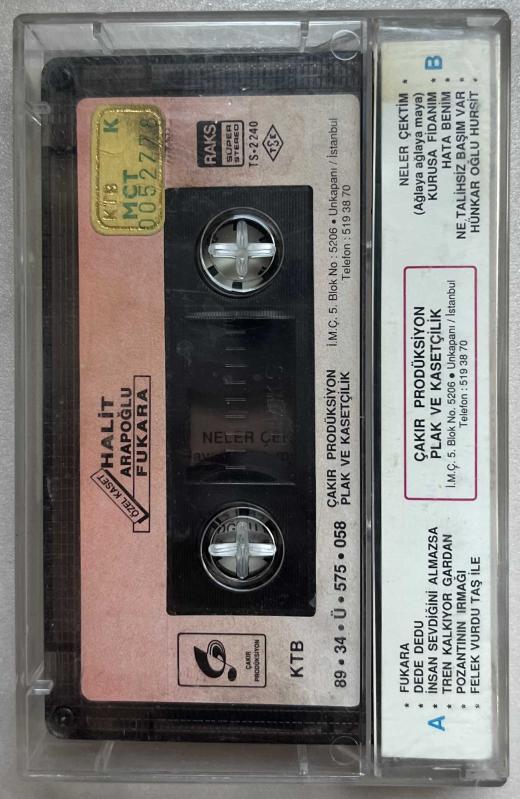 KTB K
MCT
RAKS
SÜPER
STEREO
TS•2240
TSE
ÖZEL KASET
HALİT
ARAPOĞLU
FUKARA
NELER ÇE
ÇAKIR
PRODÜKSİYON
KTB
89•34•Ü•575•058
ÇAKIR PRODÜKSİYON
PLAK VE KASETÇİLİK
İ.M.Ç. 5. Blok No : 5206 • Unkapanı / İstanbul
Telefon : 519 38 70
A
* FUKARA
* DEDE DEDU
* İNSAN SEVDİĞİNİ ALMAZSA
* TREN KALKIYOR GARDAN
* POZANTININ IRMAĞI
* FELEK VURDU TAŞ İLE
ÇAKIR PRODÜKSİYON
PLAK VE KASETÇİLİK
İ.M.Ç. 5. Blok No. 5206 • Unkapanı / İstanbul
Telefon : 519 38 70
B
NELER ÇEKTİM *
(Ağlaya ağlaya maya)
KURUSA FİDANIM *
HATA BENİM *
NE TALİHSİZ BAŞIM VAR *
HÜNKAR OĞLU HURŞİT *